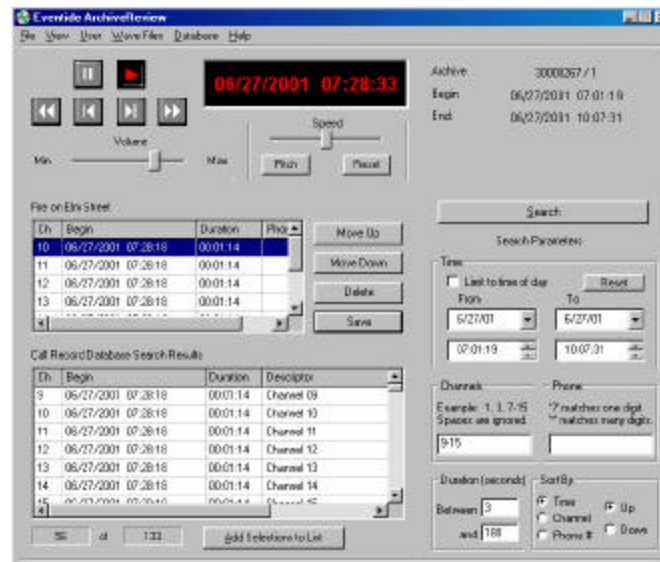 Eventide ArchiveReview
File View User Wave Files Database Help
06/27/2001 07:28:33
Archive 30008267 / 1
Begin 06/27/2001 07:01:19
End 06/27/2001 10:07:31
Volume
Min Max
Speed
Pitch Reset
Fire on Elm Street
Ch Begin Duration Phor
10 06/27/2001 07:28:18 00:01:14
11 06/27/2001 07:28:18 00:01:14
12 06/27/2001 07:28:18 00:01:14
13 06/27/2001 07:28:18 00:01:14
Move Up
Move Down
Delete
Save
Call Record Database Search Results
Ch Begin Duration Descriptor
9 06/27/2001 07:28:18 00:01:14 Channel 09
10 06/27/2001 07:28:18 00:01:14 Channel 10
11 06/27/2001 07:28:18 00:01:14 Channel 11
12 06/27/2001 07:28:18 00:01:14 Channel 12
13 06/27/2001 07:28:18 00:01:14 Channel 13
14 06/27/2001 07:28:18 00:01:14 Channel 14
of 133
Add Selections to List
Search
Search Parameters
Time
Limit to time of day Reset
From To
6/27/01 6/27/01
07:01:19 10:07:31
Channels
Example: 1, 3, 7-15
Spaces are ignored.
9-15
Phone
'?' matches one digit.
'*' matches many digits.
Duration (seconds)
Between 3
and 180
Sort By
Time
Channel
Phone #
Up
Down